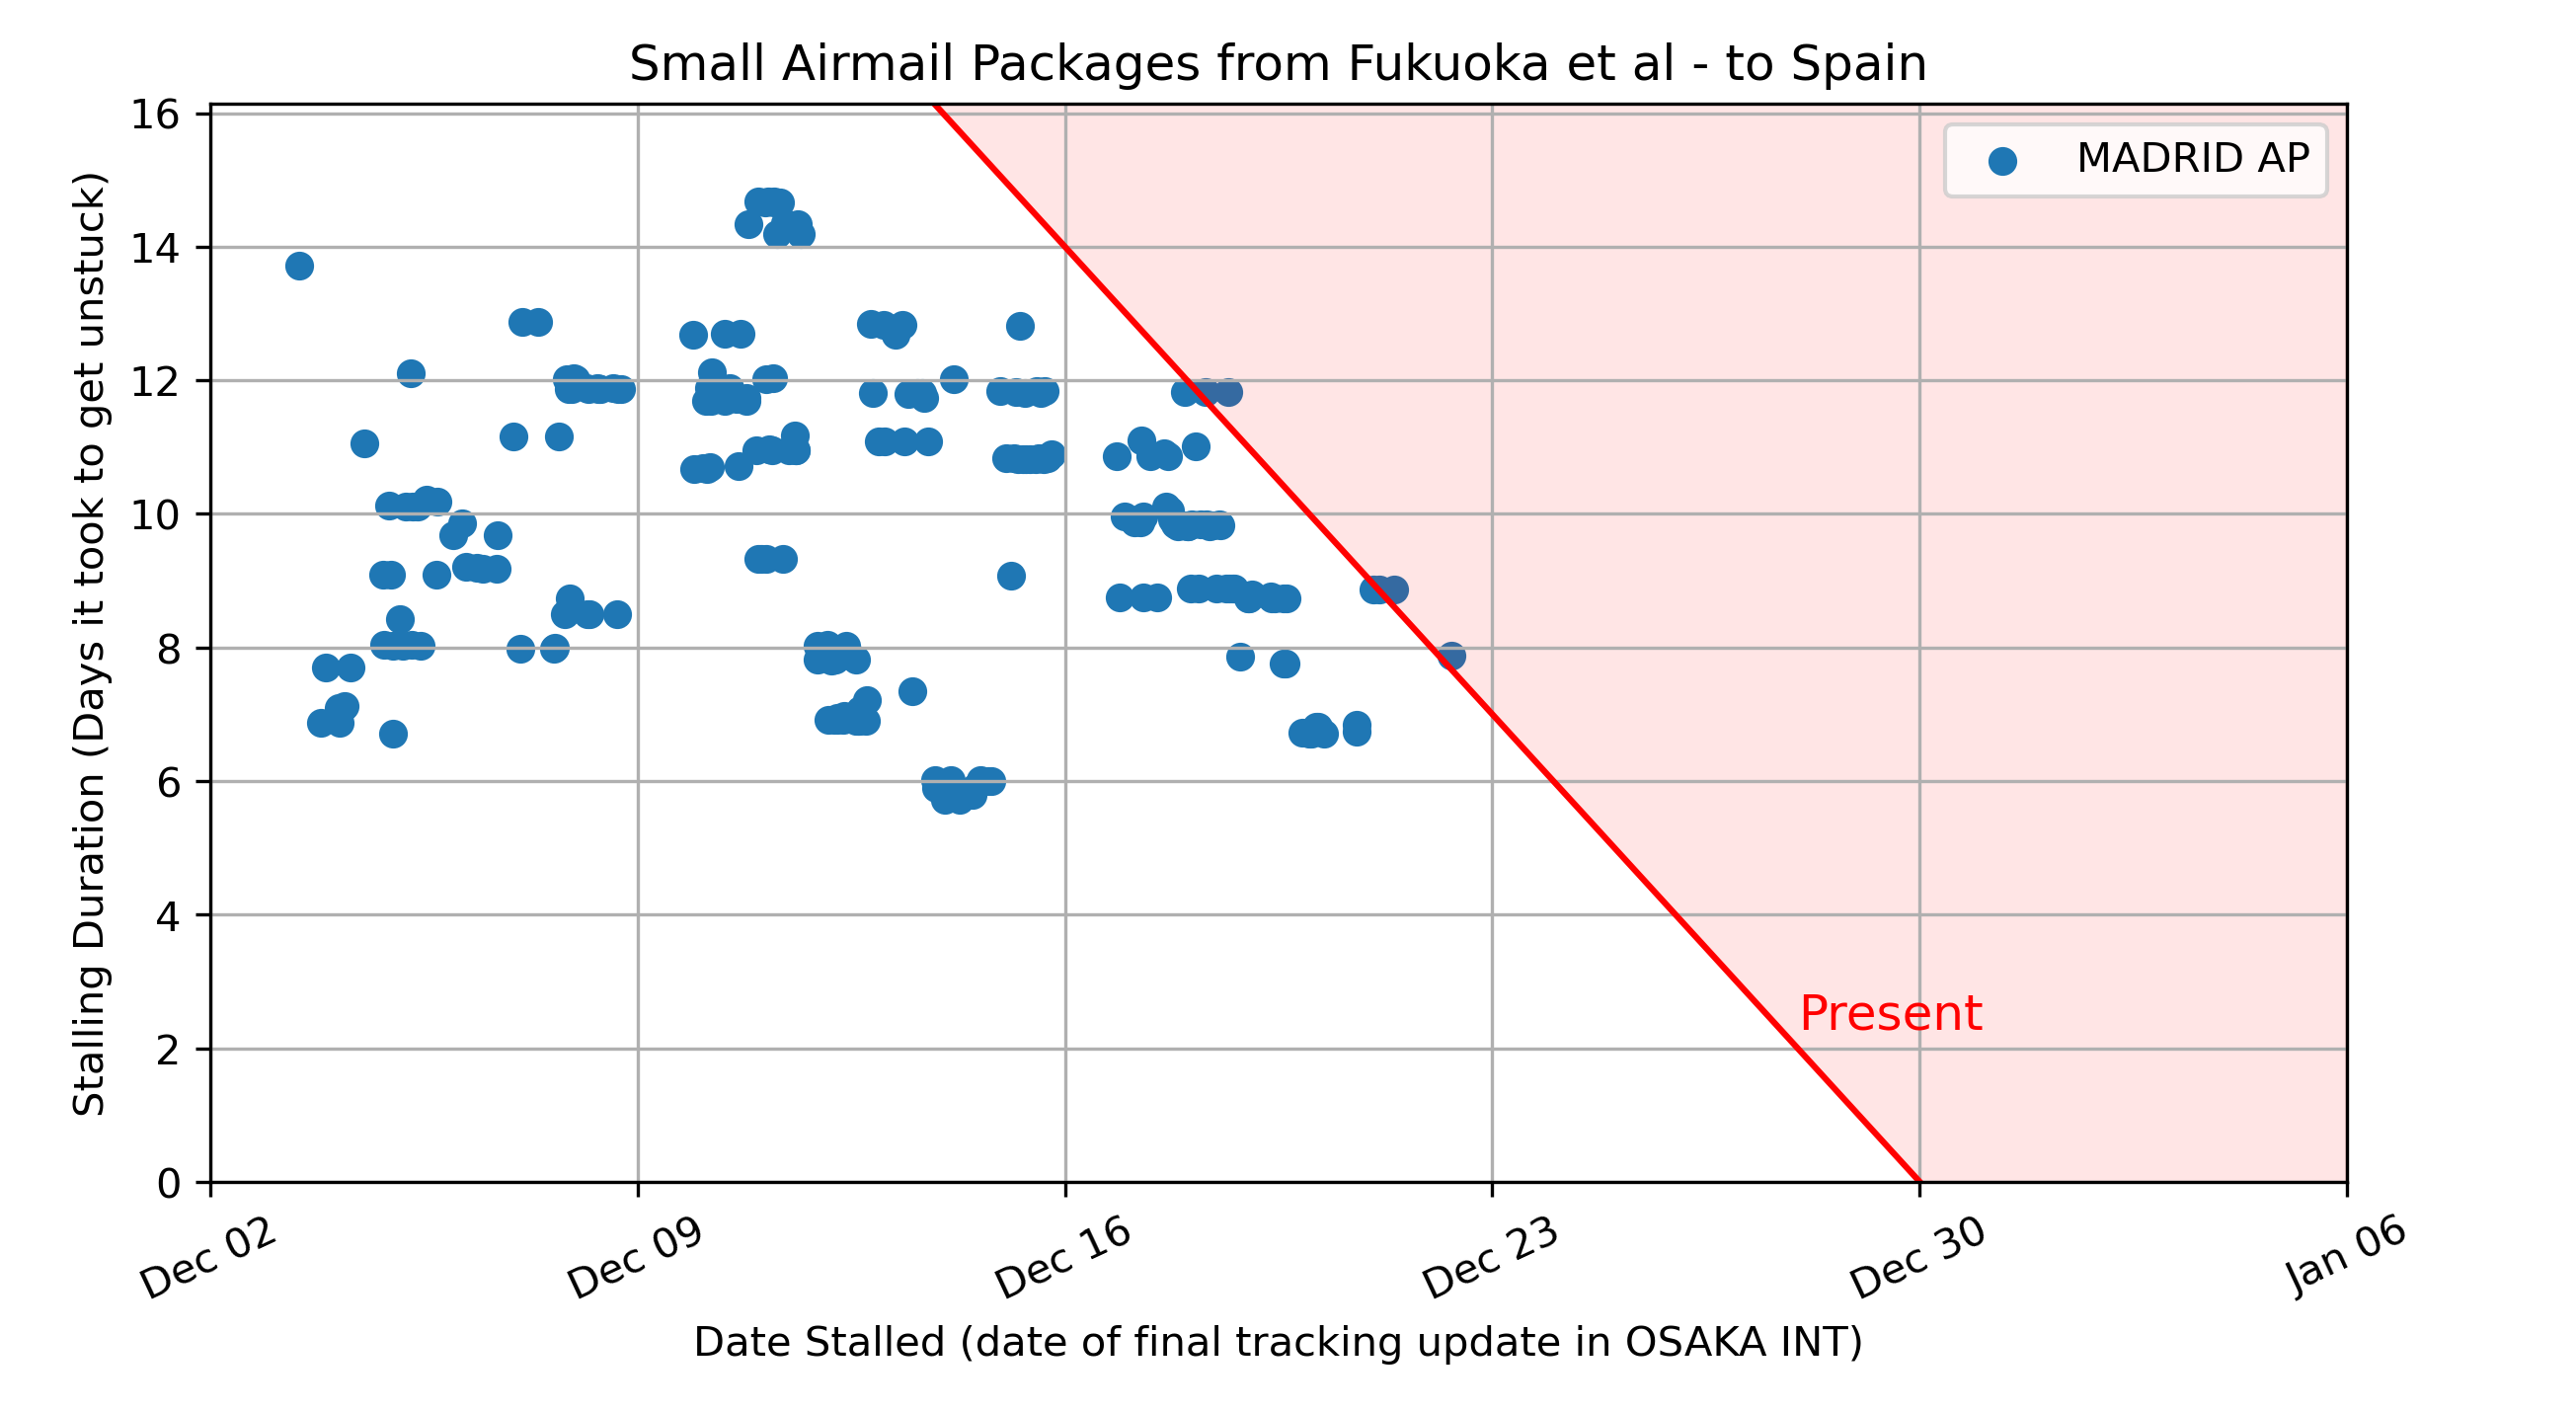 Small Airmail Packages from Fukuoka et al - to Spain
Stalling Duration (Days it took to get unstuck)
16
14
12
10
8
6
4
2
0
MADRID AP
Present
Dec 02
Dec 09
Dec 16
Dec 23
Dec 30
Jan 06
Date Stalled (date of final tracking update in OSAKA INT)